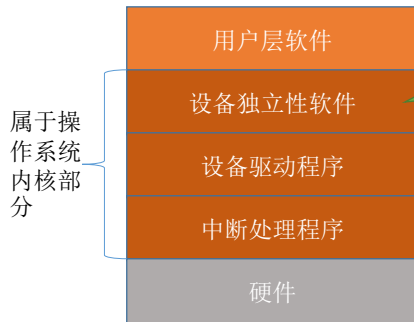 用户层软件
设备独立性软件
设备驱动程序
中断处理程序
硬件
属于操
作系统
内核部
分